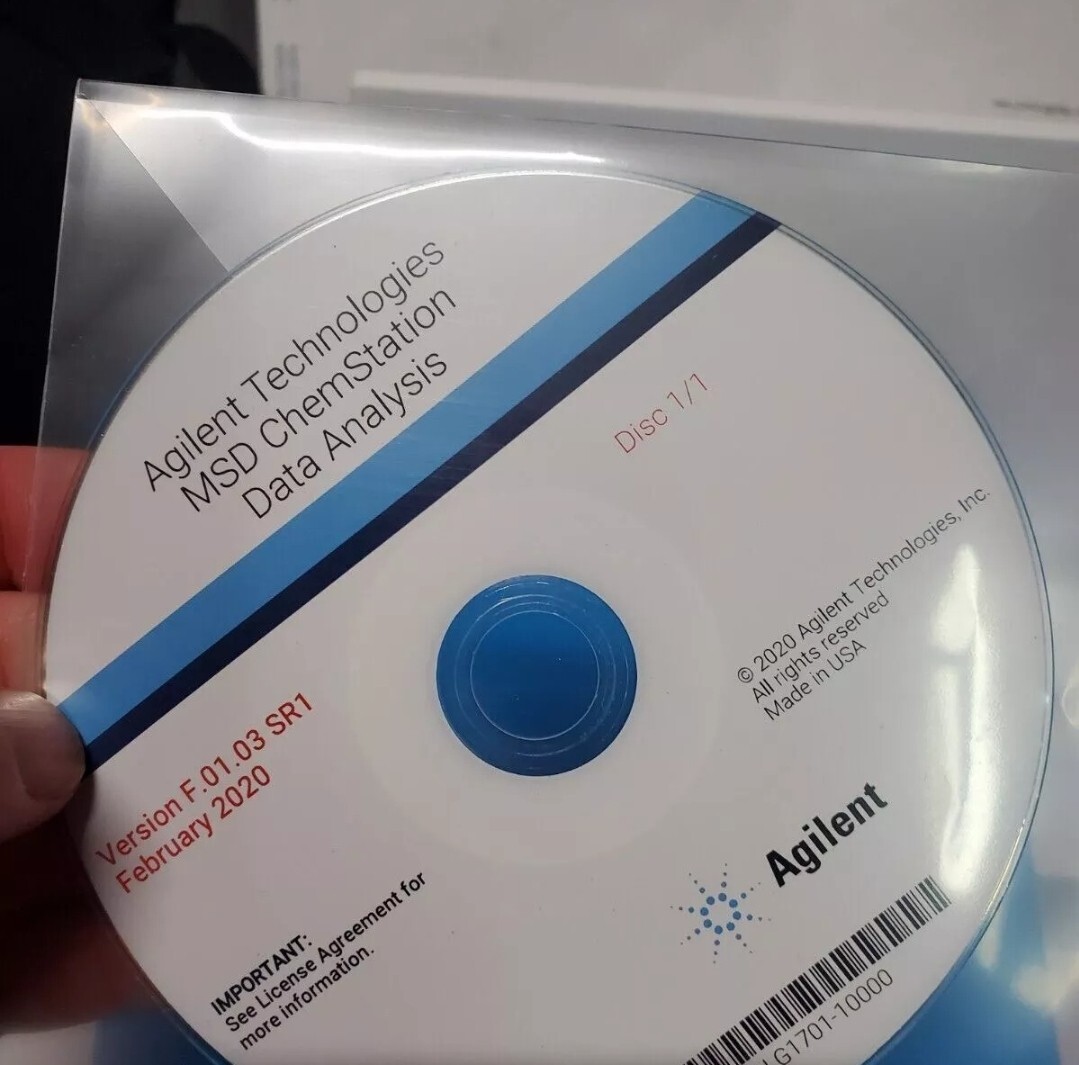 Agilent Technologies
MSD ChemStation
Data Analysis
Disc 1/1
© 2020 Agilent Technologies, Inc.
All rights reserved
Made in USA
Version F.01.03 SR1
February 2020
IMPORTANT:
See License Agreement for
more information.
Agilent
G1701-10000